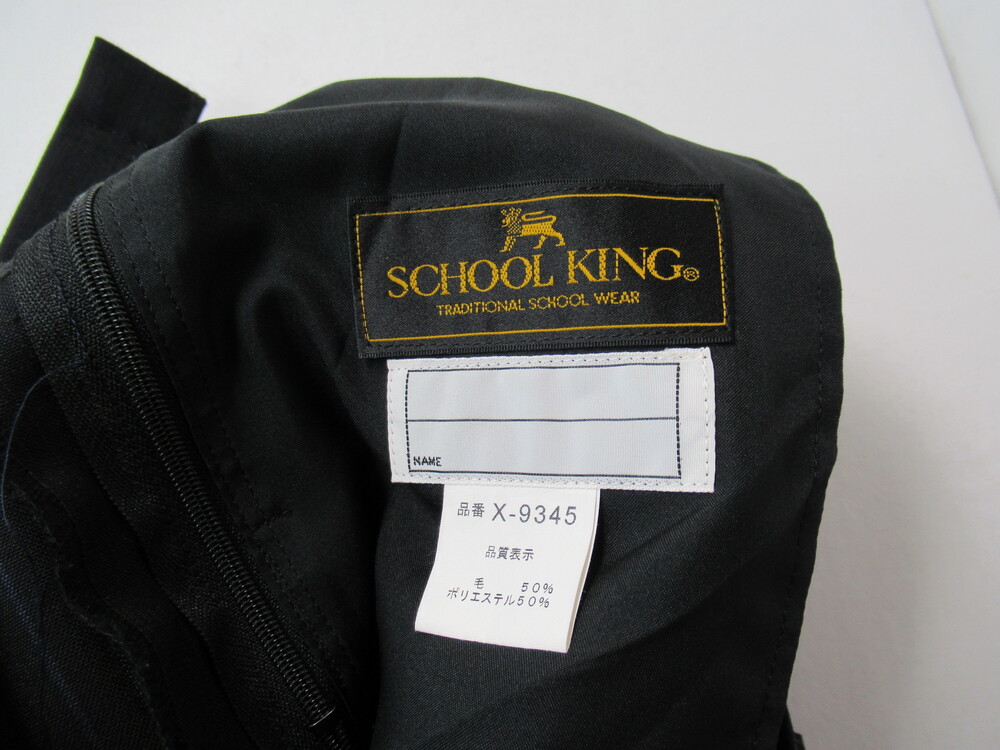 SCHOOL KING®
TRADITIONAL SCHOOL WEAR
NAME
品番 X-9345
品質表示
毛 50%
ポリエステル50%